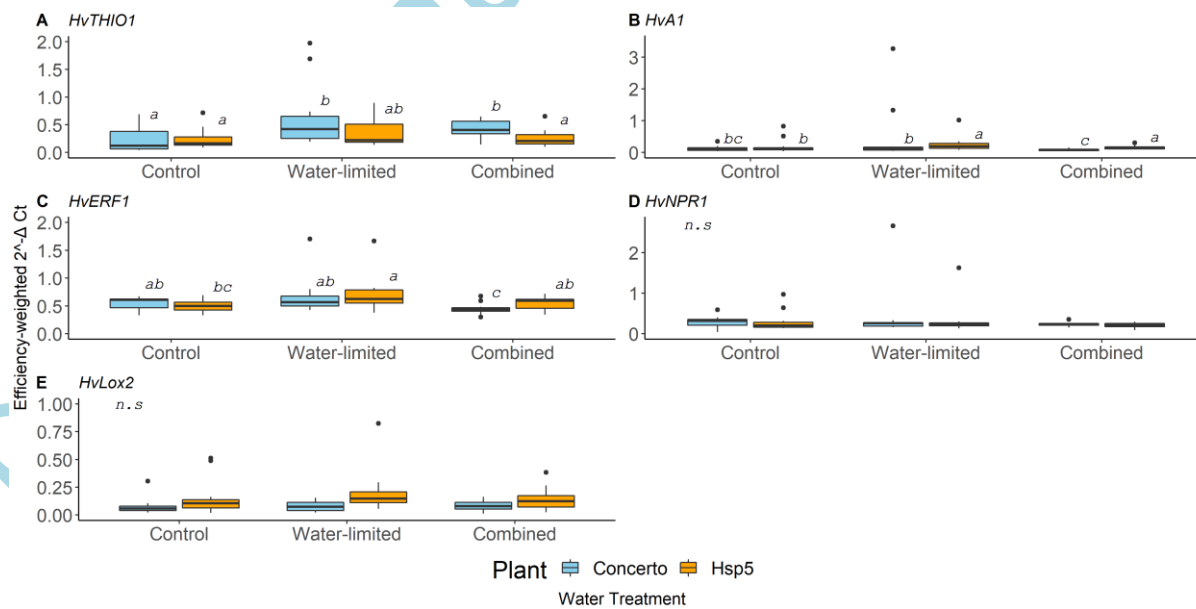 A HvTHIO1
2.0
1.5
1.0
0.5
0.0
a
a
b
ab
b
a
Control
Water-limited
Combined
B HvA1
3
2
1
0
bc
b
b
a
c
a
Control
Water-limited
Combined
C HvERF1
2.0
1.5
1.0
0.5
0.0
ab
bc
ab
a
c
ab
Control
Water-limited
Combined
D HvNPR1
n.s
2
1
0
Control
Water-limited
Combined
Efficiency-weighted 2^-Δ Ct
E HvLox2
n.s
1.00
0.75
0.50
0.25
0.00
Control
Water-limited
Combined
Plant Concerto Hsp5
Water Treatment